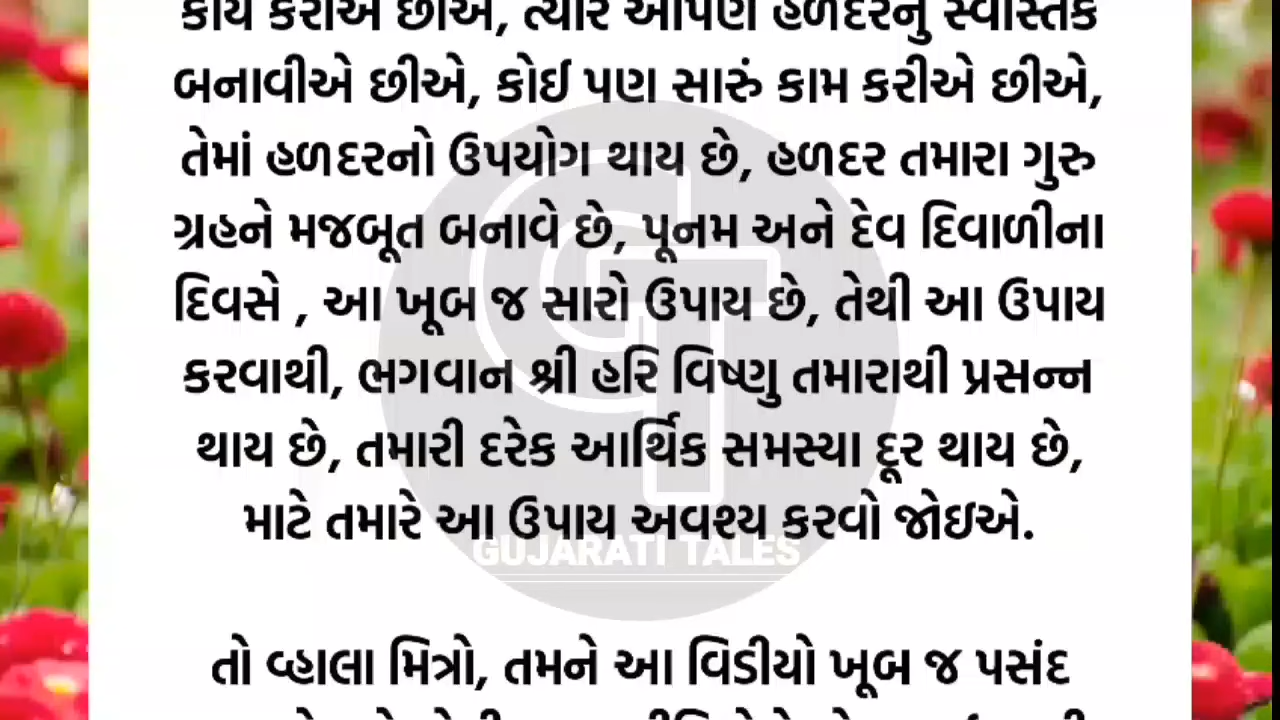 કાર્ય કરીએ છીએ, ત્યારે આપણે હળદરનું સ્વસ્તિક
બનાવીએ છીએ, કોઈ પણ સારું કામ કરીએ છીએ,
તેમાં હળદરનો ઉપયોગ થાય છે, હળદર તમારા ગુરુ
ગ્રહને મજબૂત બનાવે છે, પૂનમ અને દેવ દિવાળીના
દિવસે , આ ખૂબ જ સારો ઉપાય છે, તેથી આ ઉપાય
કરવાથી, ભગવાન શ્રી હરિ વિષ્ણુ તમારાથી પ્રસન્ન
થાય છે, તમારી દરેક આર્થિક સમસ્યા દૂર થાય છે,
માટે તમારે આ ઉપાય અવશ્ય કરવો જોઇએ.
GUJARATI TALES
તો વ્હાલા મિત્રો, તમને આ વિડીયો ખૂબ જ પસંદ